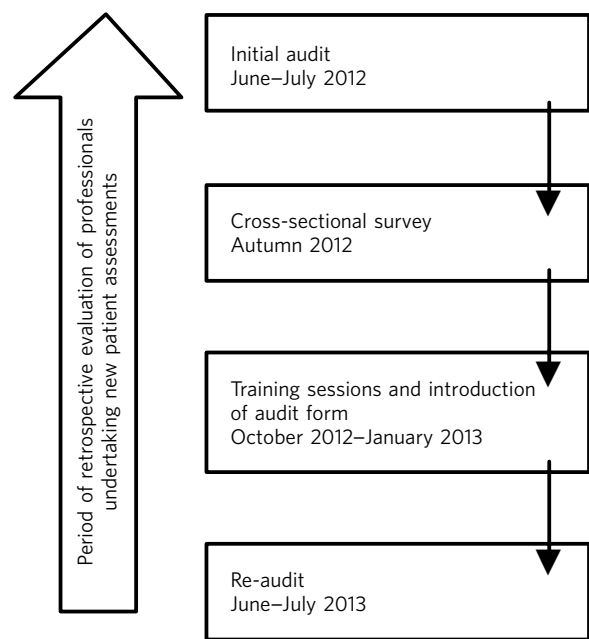 Period of retrospective evaluation of professionals
undertaking new patient assessments
Initial audit
June–July 2012
Cross-sectional survey
Autumn 2012
Training sessions and introduction
of audit form
October 2012–January 2013
Re-audit
June–July 2013